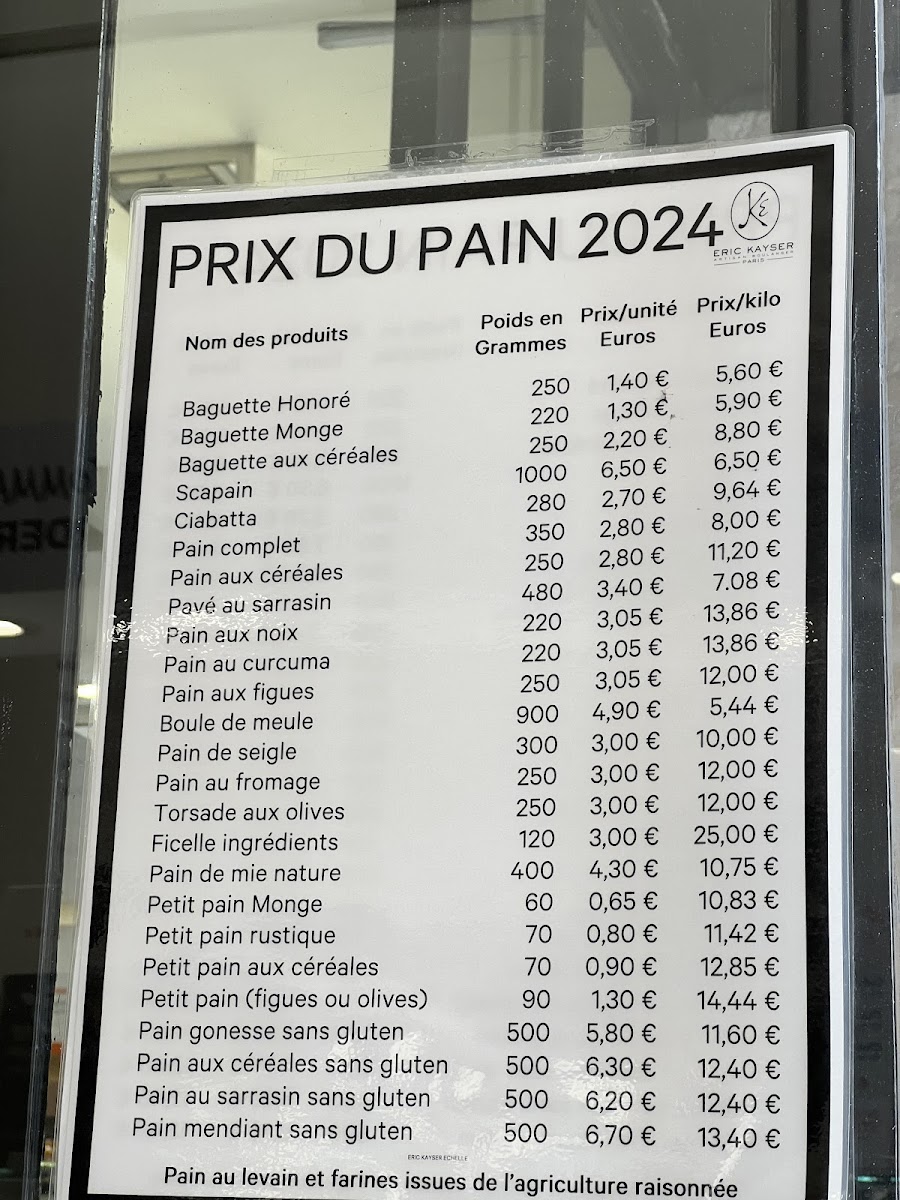 PRIX DU PAIN 2024
KE
ERIC KAYSER
ARTISAN BOULANGER
PARIS
Nom des produits Poids en Grammes Prix/unité Euros Prix/kilo Euros
Baguette Honoré 250 1,40 € 5,60 €
Baguette Monge 220 1,30 € 5,90 €
Baguette aux céréales 250 2,20 € 8,80 €
Scapain 1000 6,50 € 6,50 €
Ciabatta 280 2,70 € 9,64 €
Pain complet 350 2,80 € 8,00 €
Pain aux céréales 250 2,80 € 11,20 €
Pavé au sarrasin 480 3,40 € 7.08 €
Pain aux noix 220 3,05 € 13,86 €
Pain au curcuma 220 3,05 € 13,86 €
Pain aux figues 250 3,05 € 12,00 €
Boule de meule 900 4,90 € 5,44 €
Pain de seigle 300 3,00 € 10,00 €
Pain au fromage 250 3,00 € 12,00 €
Torsade aux olives 250 3,00 € 12,00 €
Ficelle ingrédients 120 3,00 € 25,00 €
Pain de mie nature 400 4,30 € 10,75 €
Petit pain Monge 60 0,65 € 10,83 €
Petit pain rustique 70 0,80 € 11,42 €
Petit pain aux céréales 70 0,90 € 12,85 €
Petit pain (figues ou olives) 90 1,30 € 14,44 €
Pain gonesse sans gluten 500 5,80 € 11,60 €
Pain aux céréales sans gluten 500 6,30 € 12,40 €
Pain au sarrasin sans gluten 500 6,20 € 12,40 €
Pain mendiant sans gluten 500 6,70 € 13,40 €
ERIC KAYSER ECHELLE
Pain au levain et farines issues de l'agriculture raisonnée